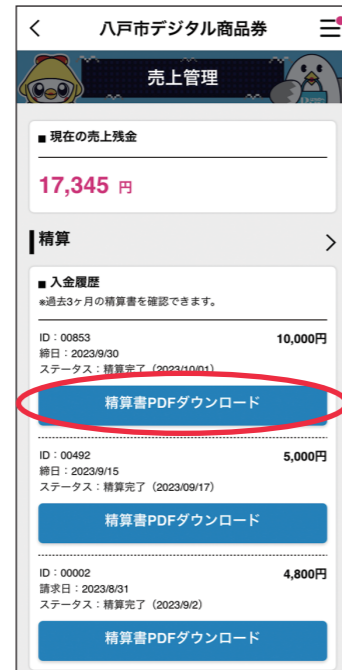 八戸市デジタル商品券
売上管理
■ 現在の売上残金
17,345 円
精算
■ 入金履歴
※過去3ヶ月の精算書を確認できます。
ID：00853
10,000円
締日：2023/9/30
ステータス：精算完了（2023/10/01）
精算書PDFダウンロード
ID：00492
5,000円
締日：2023/9/15
ステータス：精算完了（2023/09/17）
精算書PDFダウンロード
ID：00002
4,800円
請求日：2023/8/31
ステータス：精算完了（2023/9/2）
精算書PDFダウンロード